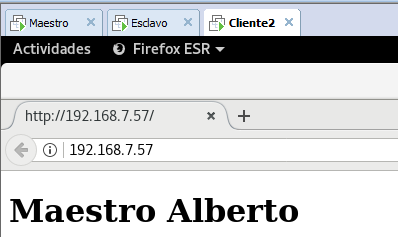 Maestro Esclavo Cliente2
Actividades Firefox ESR
http://192.168.7.57/
192.168.7.57
Maestro Alberto